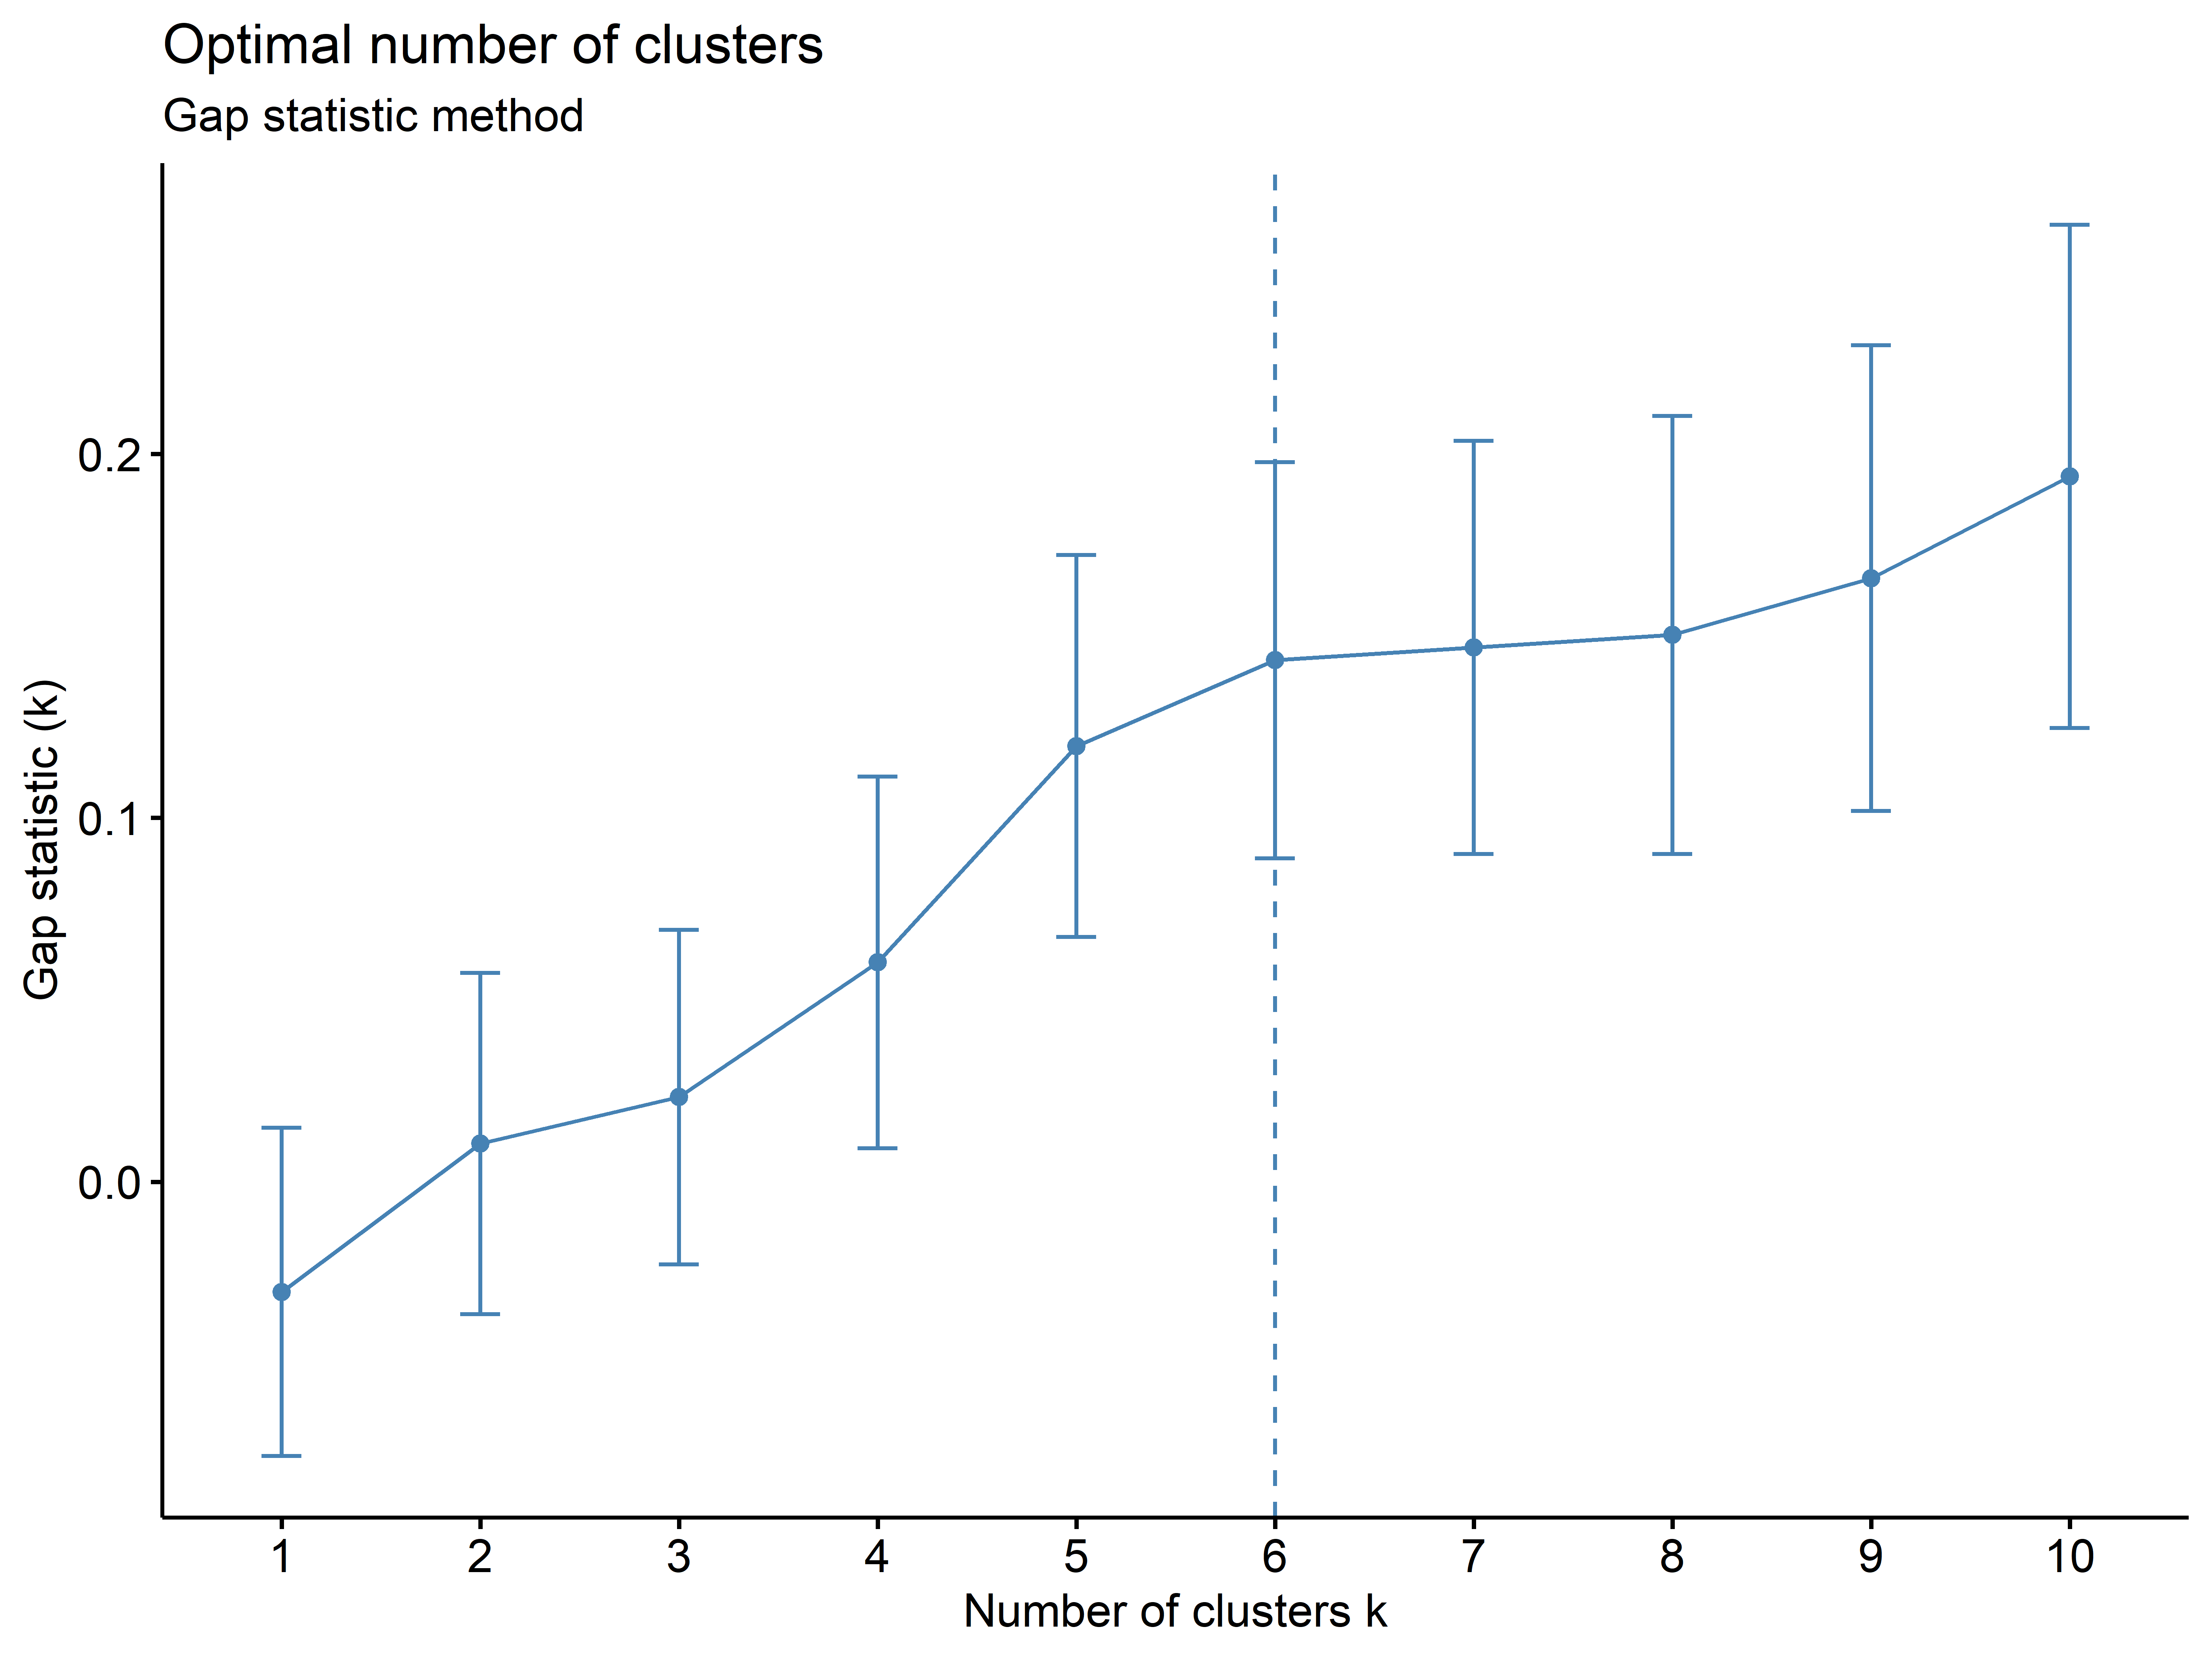 Optimal number of clusters
Gap statistic method
Gap statistic (k)
0.2
0.1
0.0
1 2 3 4 5 6 7 8 9 10
Number of clusters k